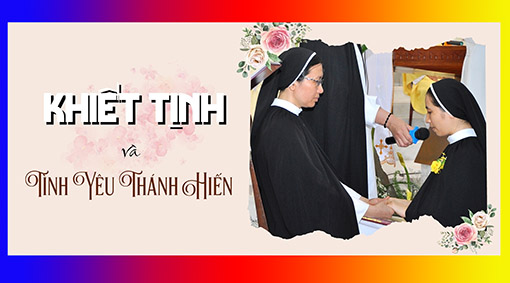 KHIẾT TỊNH
và
TÌNH YÊU THÁNH HIẾN